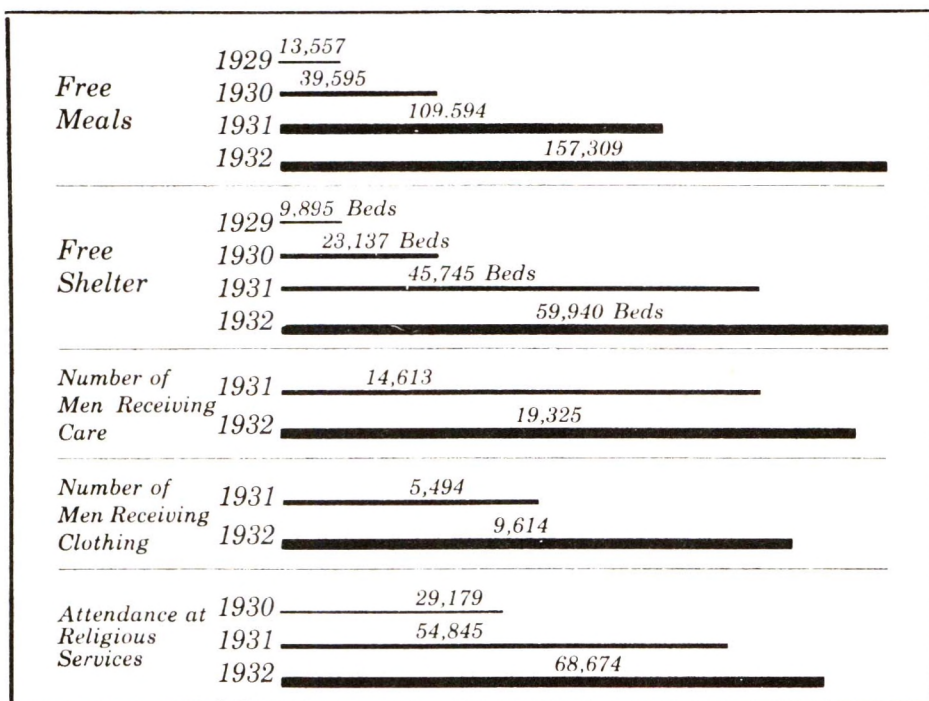 Free
Meals
1929 13,557
1930 39,595
1931 109.594
1932 157,309
Free
Shelter
1929 9,895 Beds
1930 23,137 Beds
1931 45,745 Beds
1932 59,940 Beds
Number of
Men Receiving
Care
1931 14,613
1932 19,325
Number of
Men Receiving
Clothing
1931 5,494
1932 9,614
Attendance at
Religious
Services
1930 29,179
1931 54,845
1932 68,674